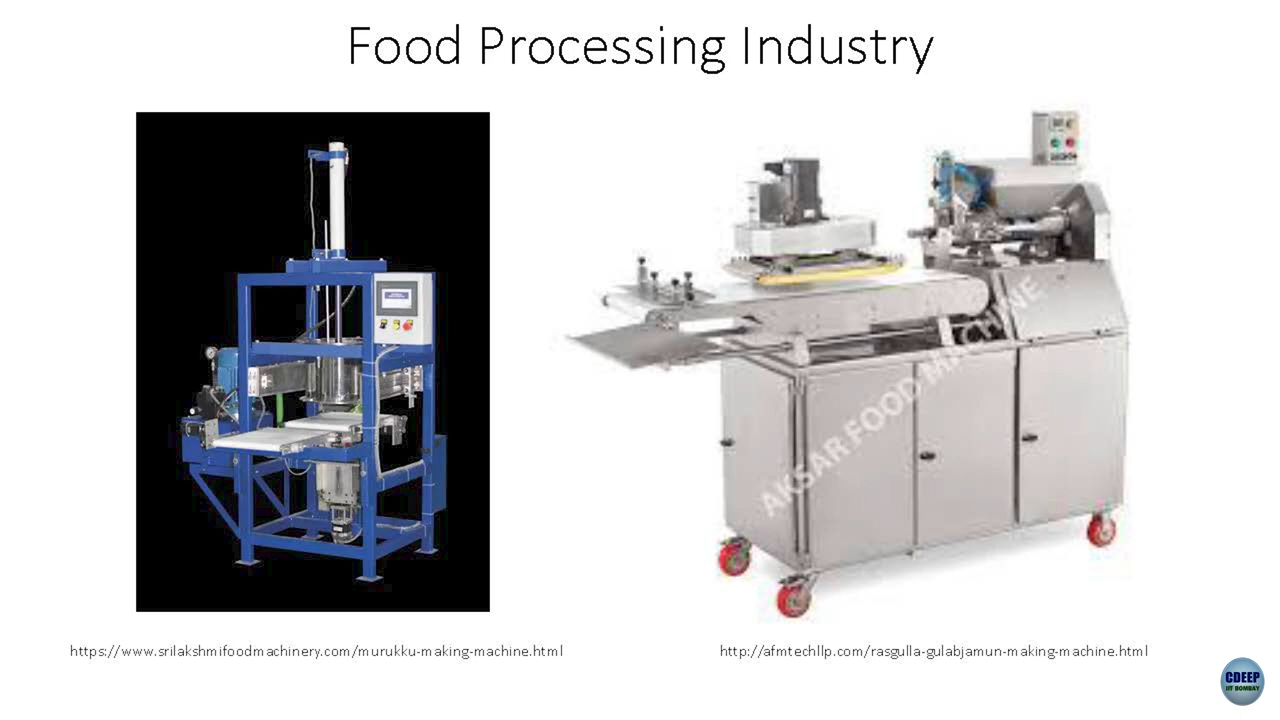 Food Processing Industry
AKSAR FOOD MACHINE
https://www.srilakshmifoodmachinery.com/murukku-making-machine.html
http://afmtechllp.com/rasgulla-gulabjamun-making-machine.html
CDEEP
IIT BOMBAY